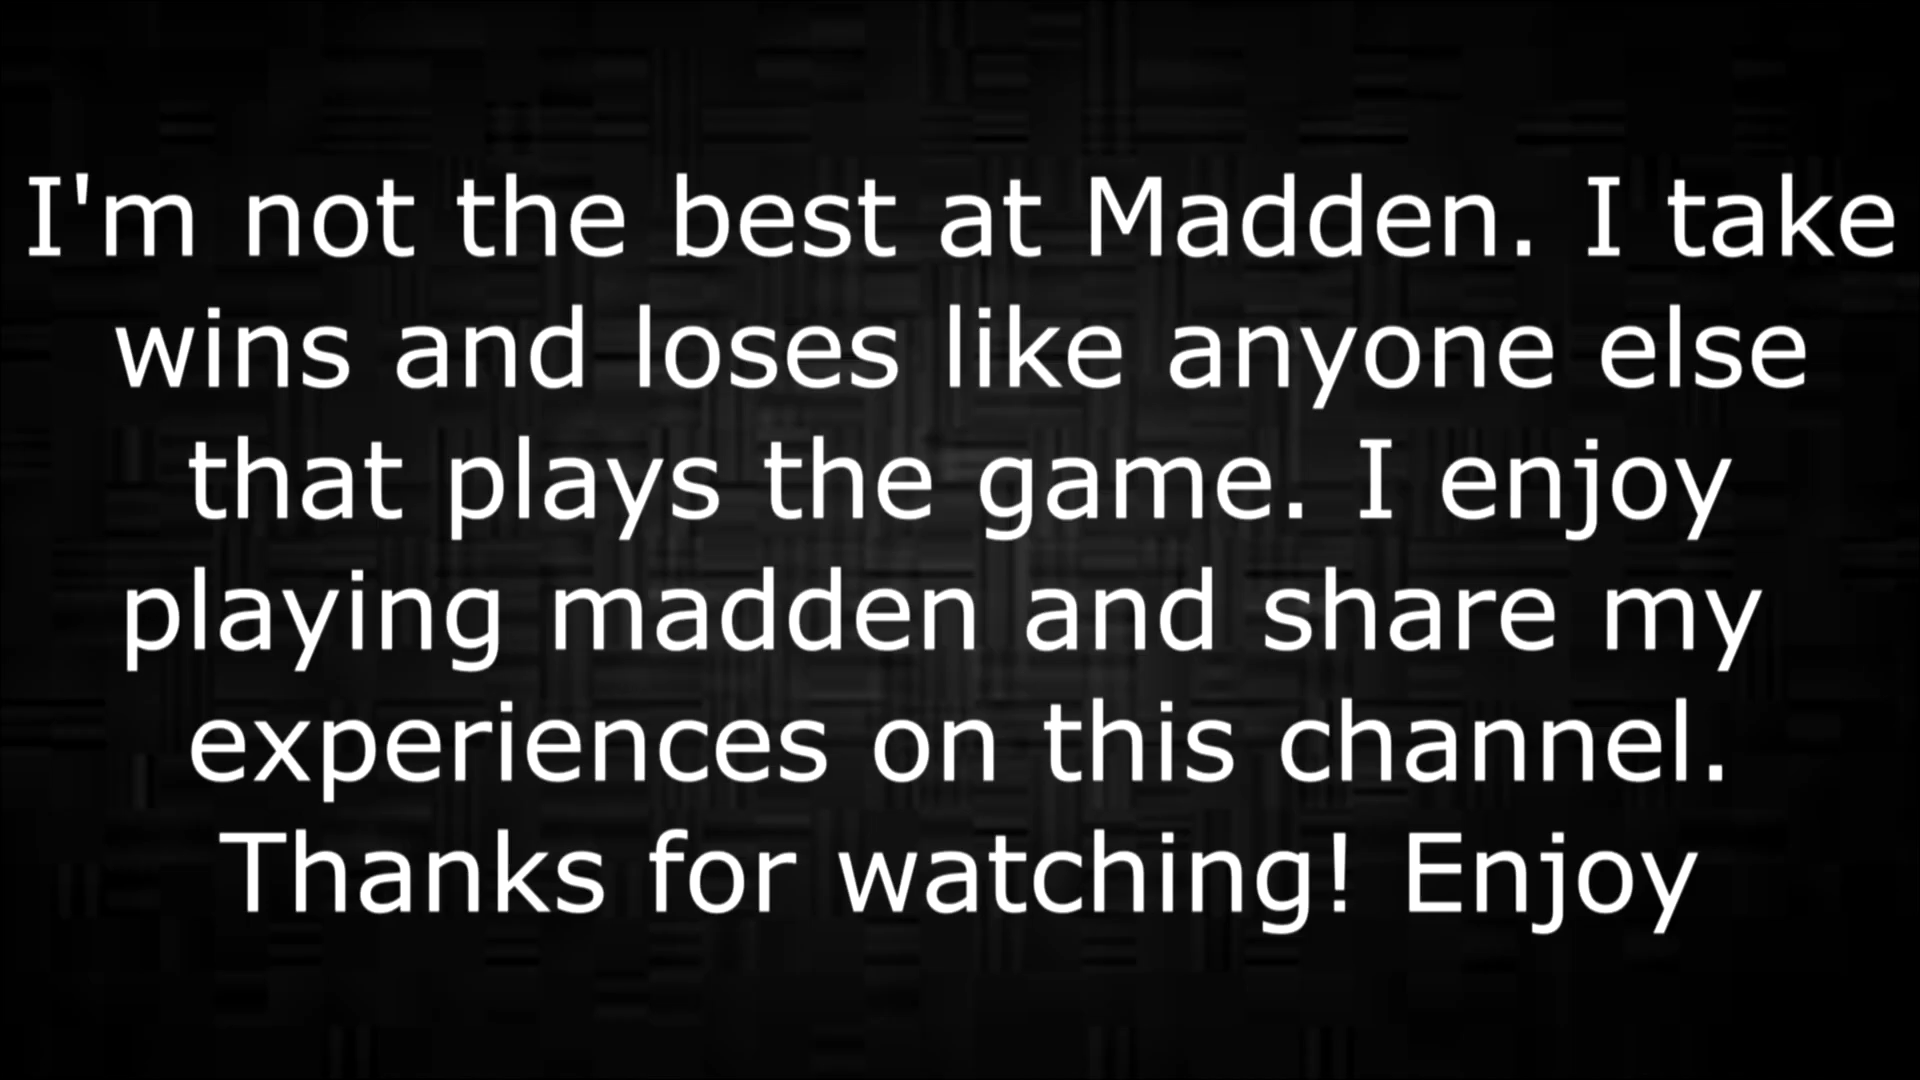 I'm not the best at Madden. I take
wins and loses like anyone else
that plays the game. I enjoy
playing madden and share my
experiences on this channel.
Thanks for watching! Enjoy